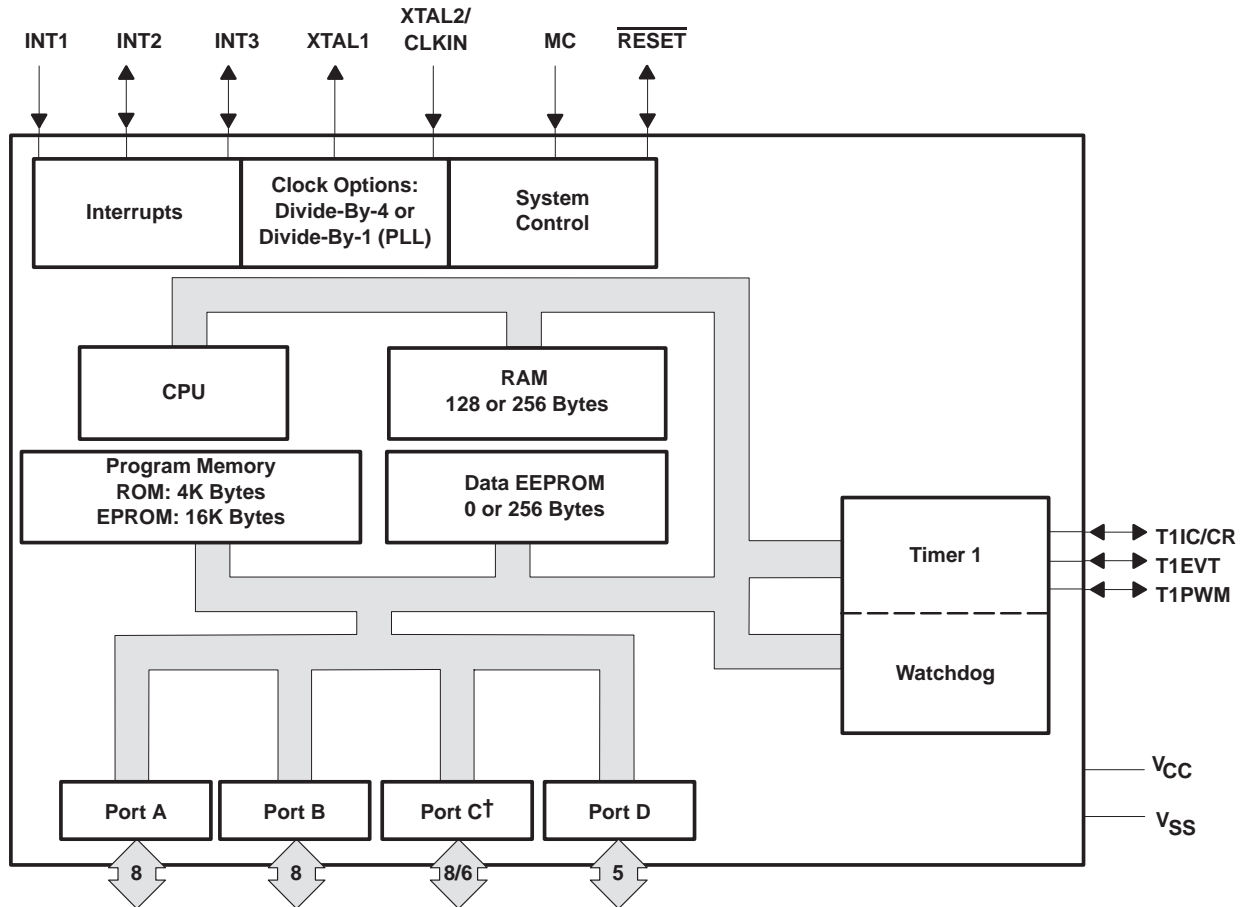 INT1
INT2
INT3
XTAL1
XTAL2/
CLKIN
MC
RESET
Interrupts
Clock Options:
Divide-By-4 or
Divide-By-1 (PLL)
System
Control
CPU
RAM
128 or 256 Bytes
Program Memory
ROM: 4K Bytes
EPROM: 16K Bytes
Data EEPROM
0 or 256 Bytes
Timer 1
Watchdog
T1IC/CR
T1EVT
T1PWM
VCC
VSS
Port A
Port B
Port C†
Port D
8
8
8/6
5